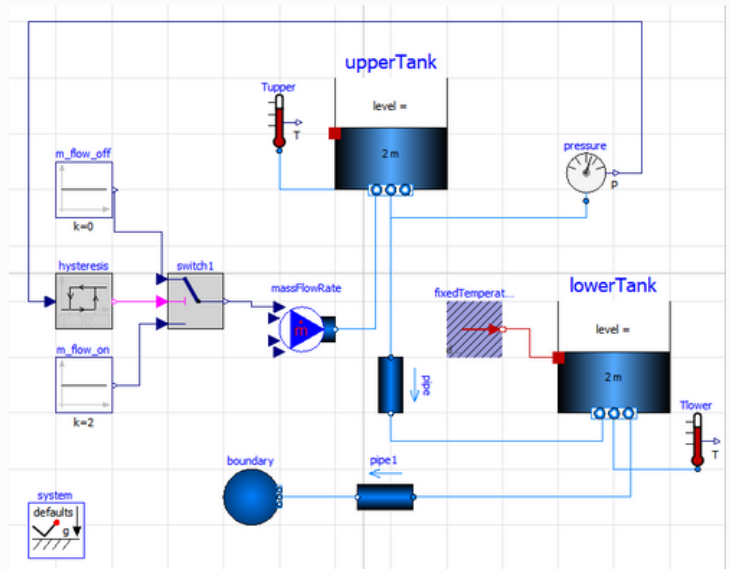 upperTank
Tupper
level =
T
2 m
pressure
p
m_flow_off
k=0
hysteresis
switch1
massFlowRate
ṁ
fixedTemperat...
lowerTank
level =
2 m
m_flow_on
k=2
pipe
Tlower
T
boundary
pipe1
system
defaults
g